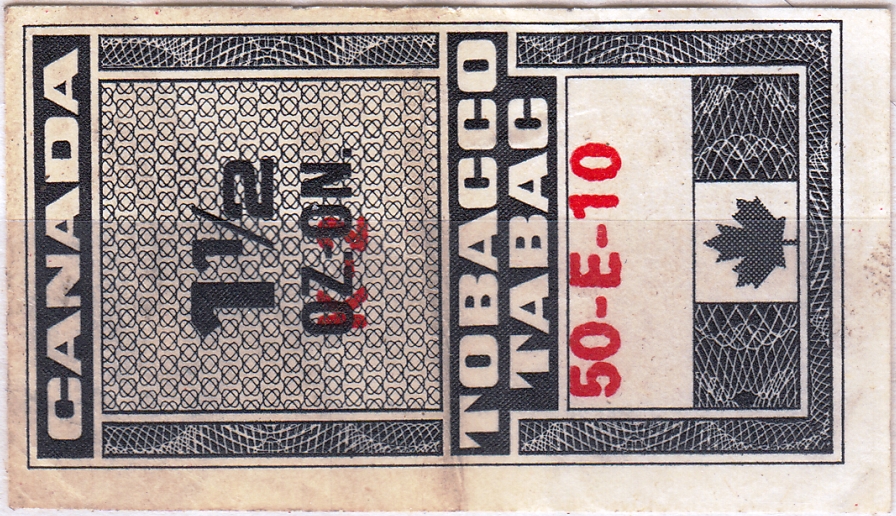 CANADA
1½
OZ-ON.
TOBACCO
TABAC
50-E-10